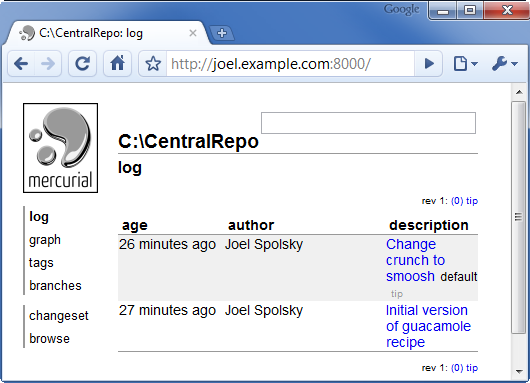 Google
C:\CentralRepo: log
http://joel.example.com:8000/
mercurial
C:\CentralRepo
log
log
graph
tags
branches
changeset
browse
rev 1: (0) tip
age author description
26 minutes ago Joel Spolsky Change
crunch to
smoosh default
tip
27 minutes ago Joel Spolsky Initial version
of guacamole
recipe
rev 1: (0) tip